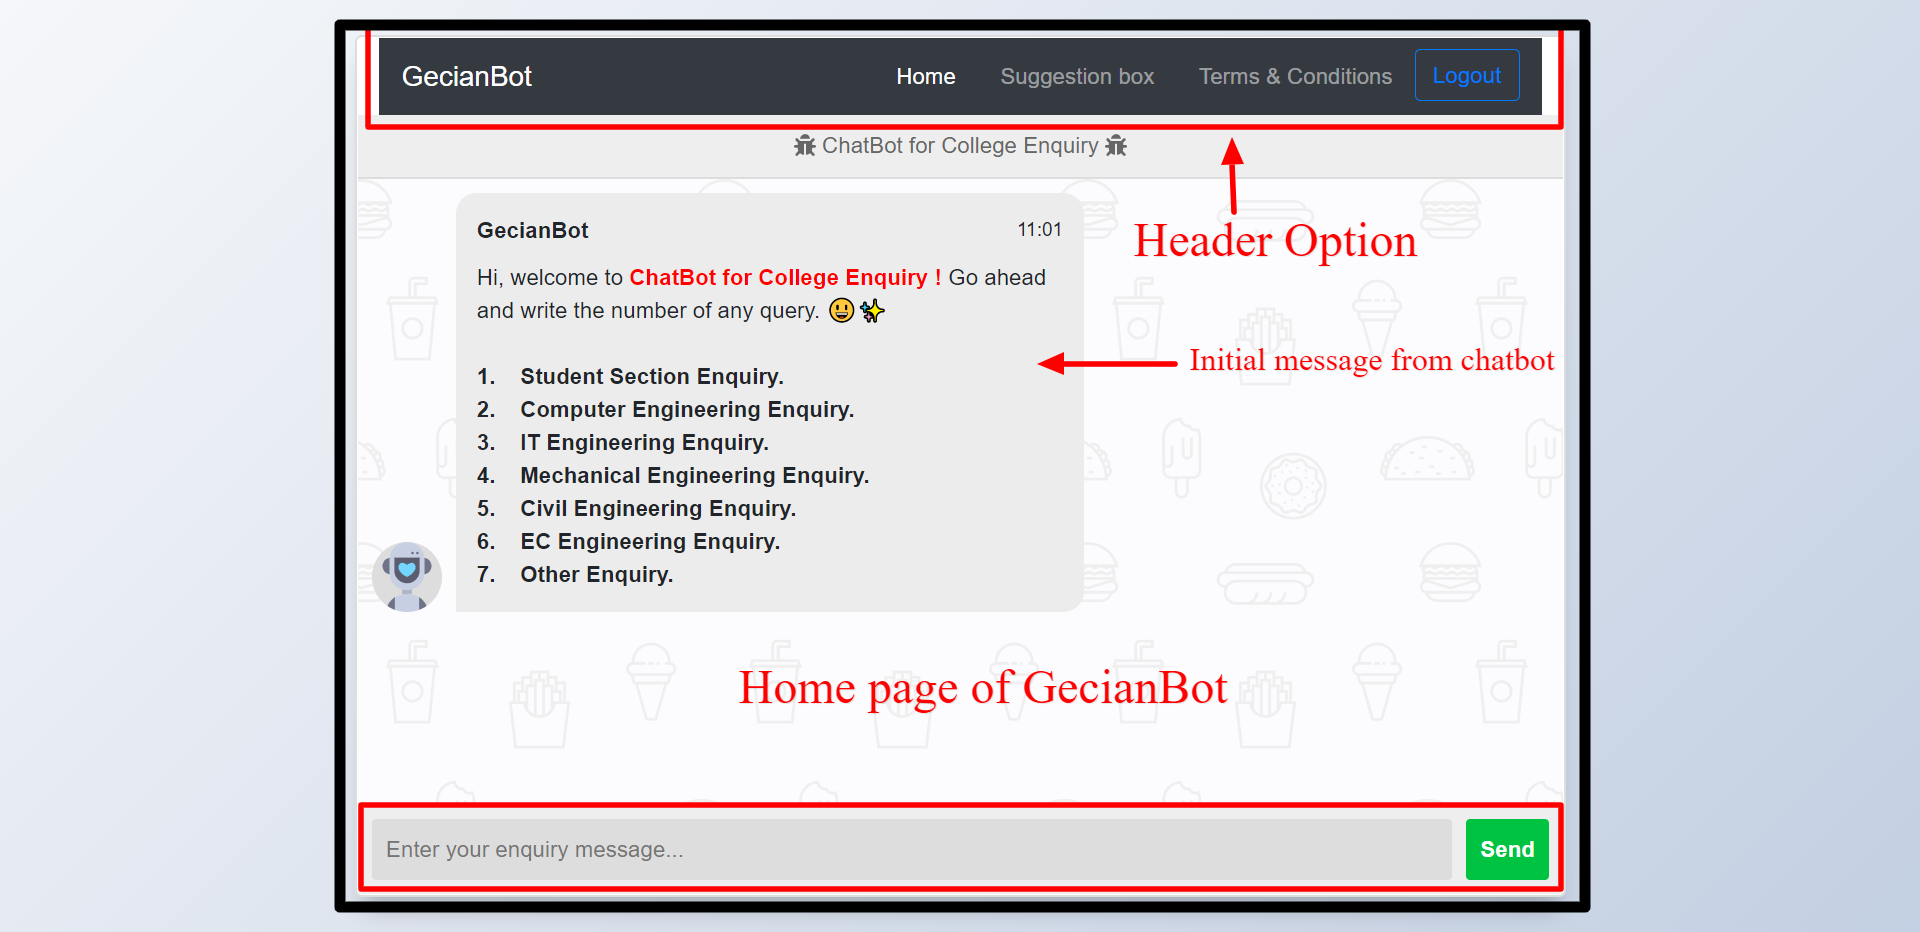 GecianBot Home Suggestion box Terms & Conditions Logout
ChatBot for College Enquiry
Header Option
GecianBot 11:01
Hi, welcome to ChatBot for College Enquiry ! Go ahead
and write the number of any query. 😃✨
Initial message from chatbot
1. Student Section Enquiry.
2. Computer Engineering Enquiry.
3. IT Engineering Enquiry.
4. Mechanical Engineering Enquiry.
5. Civil Engineering Enquiry.
6. EC Engineering Enquiry.
7. Other Enquiry.
Home page of GecianBot
Enter your enquiry message... Send